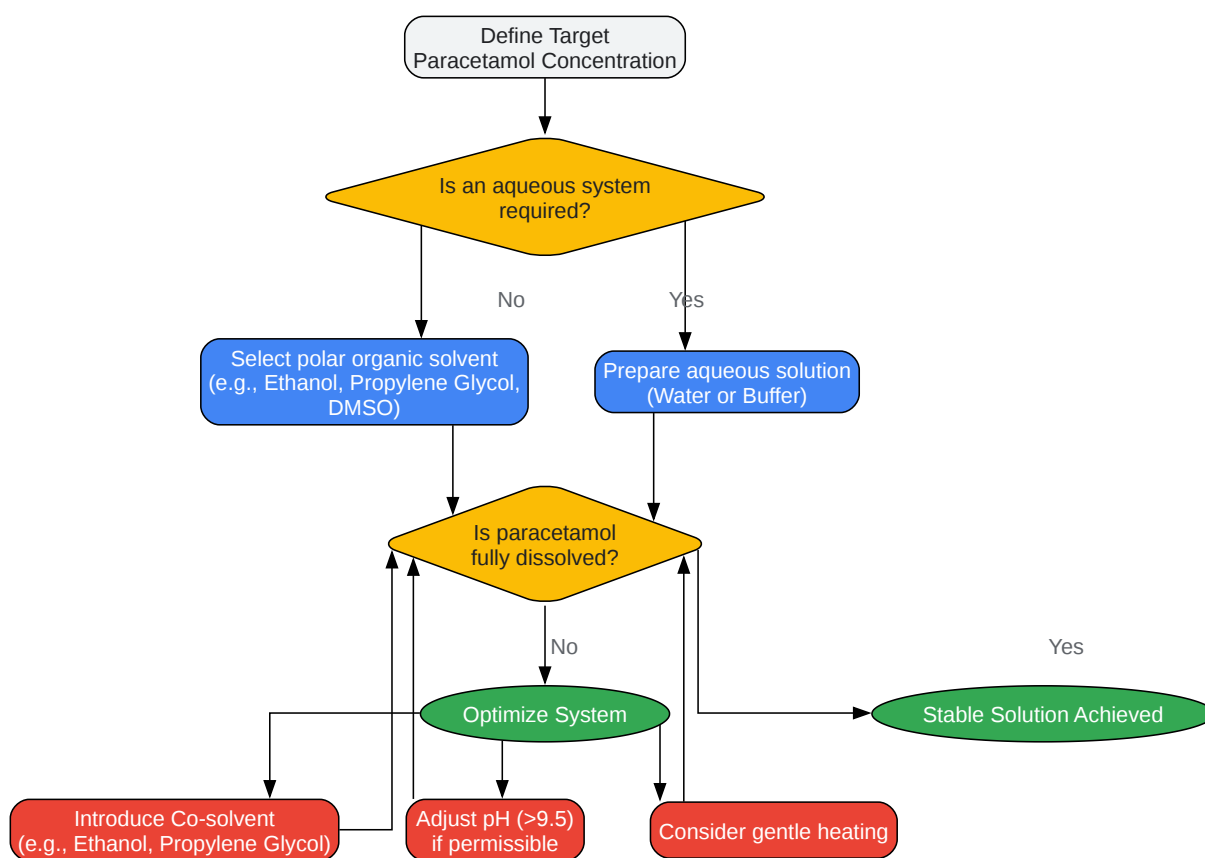 Define Target
Paracetamol Concentration
Is an aqueous system
required?
No
Yes
Select polar organic solvent
(e.g., Ethanol, Propylene Glycol,
DMSO)
Prepare aqueous solution
(Water or Buffer)
Is paracetamol
fully dissolved?
No
Yes
Optimize System
Stable Solution Achieved
Introduce Co-solvent
(e.g., Ethanol, Propylene Glycol)
Adjust pH (>9.5)
if permissible
Consider gentle heating